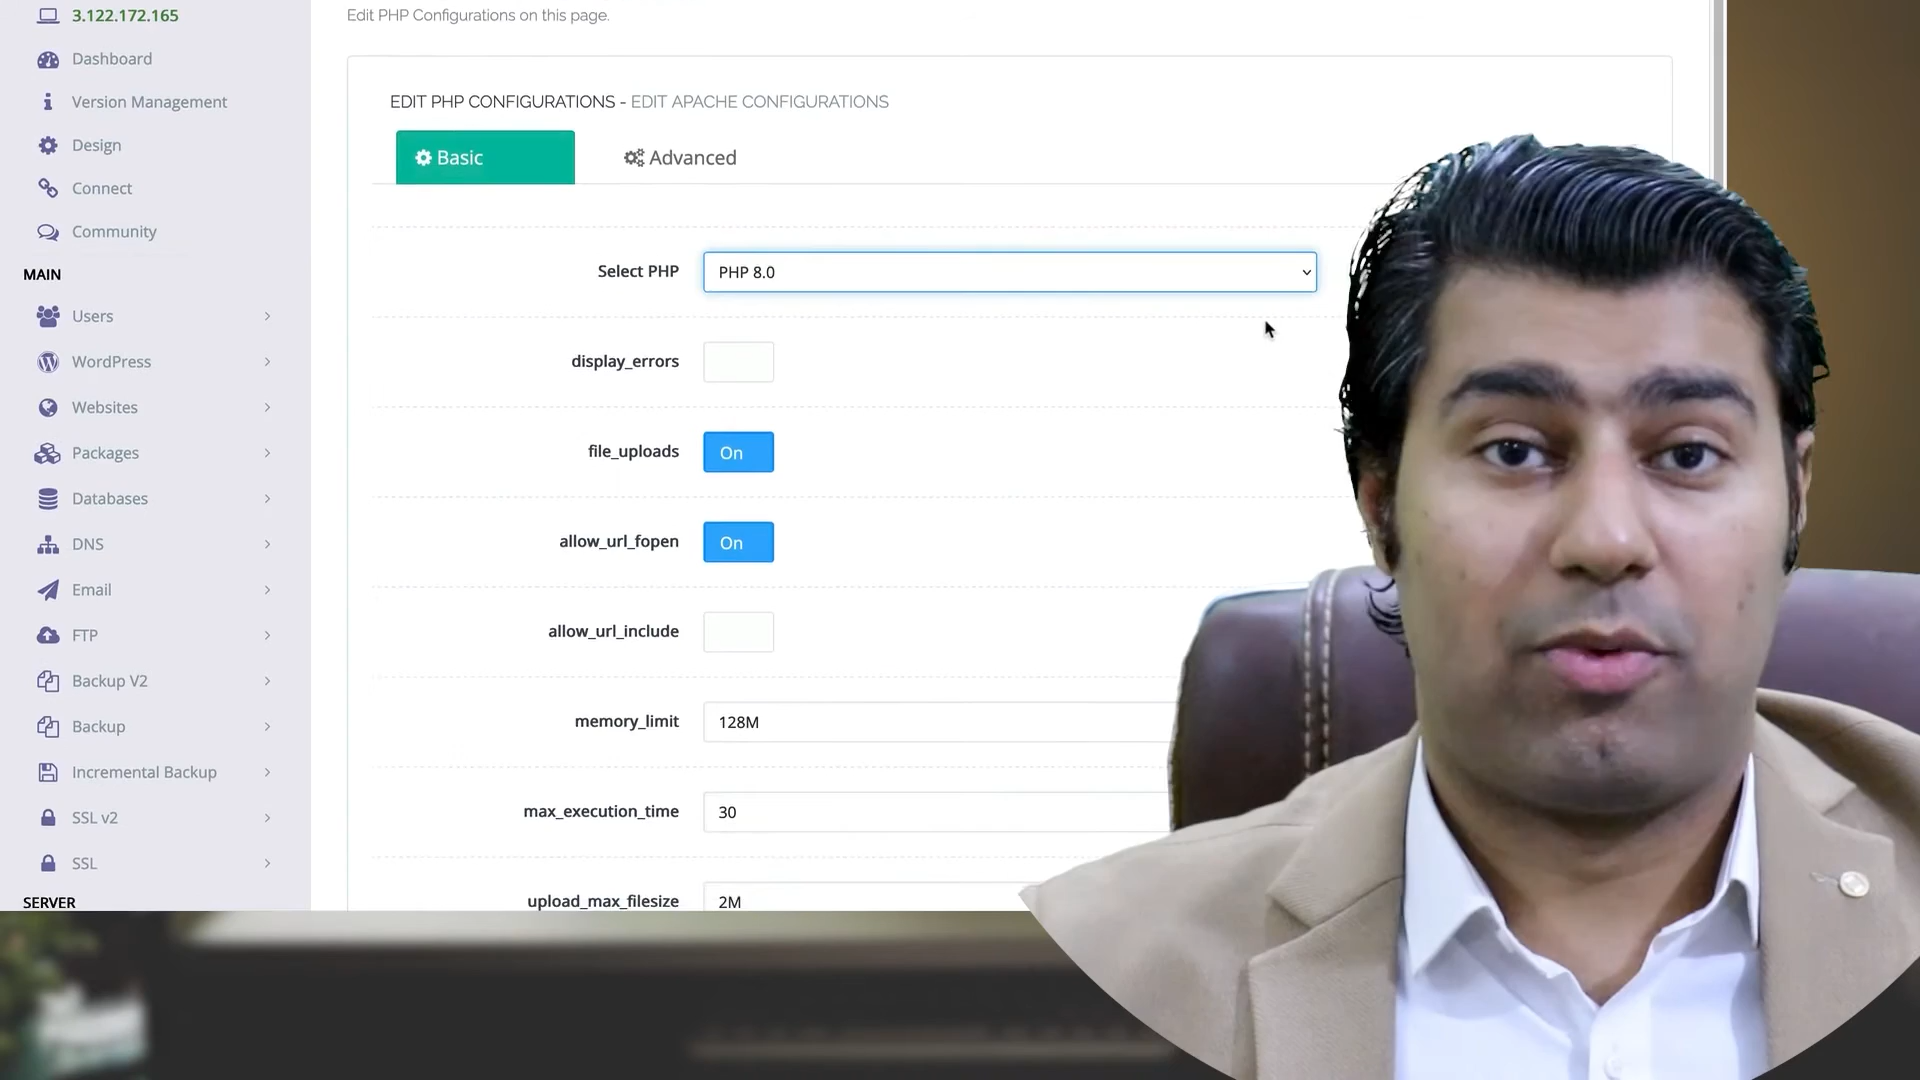 3.122.172.165
Dashboard
Version Management
Design
Connect
Community
MAIN
Users
WordPress
Websites
Packages
Databases
DNS
Email
FTP
Backup V2
Backup
Incremental Backup
SSL v2
SSL
SERVER
Edit PHP Configurations on this page.
EDIT PHP CONFIGURATIONS - EDIT APACHE CONFIGURATIONS
Basic
Advanced
Select PHP PHP 8.0
display_errors
file_uploads On
allow_url_fopen On
allow_url_include
memory_limit 128M
max_execution_time 30
upload_max_filesize 2M